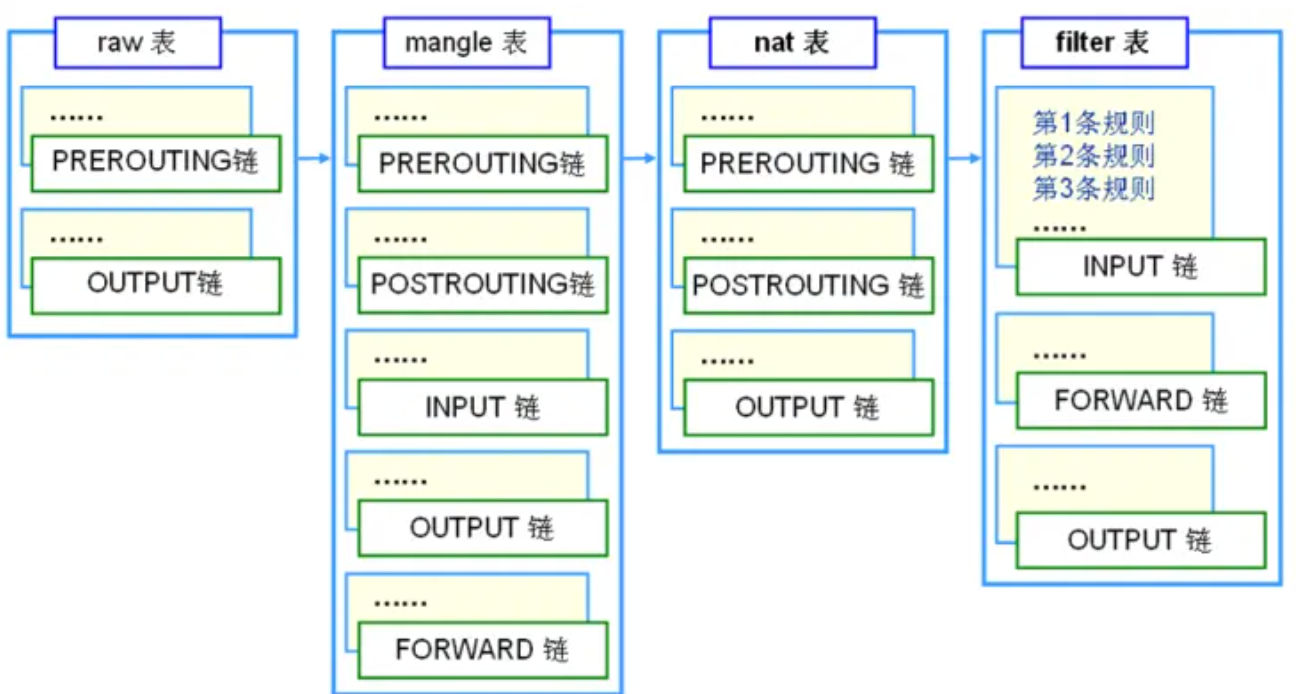 raw 表
……
PREROUTING链
……
OUTPUT链
mangle 表
……
PREROUTING链
……
POSTROUTING链
……
INPUT 链
……
OUTPUT 链
……
FORWARD 链
nat 表
……
PREROUTING 链
……
POSTROUTING 链
……
OUTPUT 链
filter 表
第1条规则
第2条规则
第3条规则
……
INPUT 链
……
FORWARD 链
……
OUTPUT 链